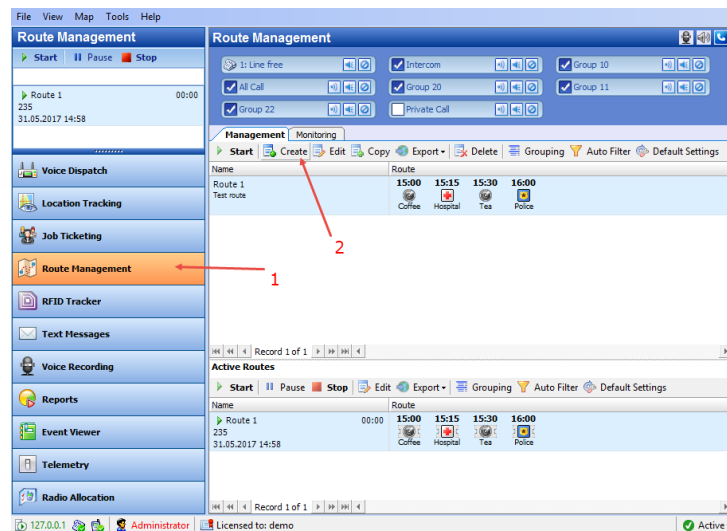 File View Map Tools Help
Route Management
Start Pause Stop
Route 1 00:00
235
31.05.2017 14:58
Voice Dispatch
Location Tracking
Job Ticketing
Route Management
RFID Tracker
Text Messages
Voice Recording
Reports
Event Viewer
Telemetry
Radio Allocation
Route Management
1: Line free Intercom Group 10
All Call Group 20 Group 11
Group 22 Private Call
Management Monitoring
Start Create Edit Copy Export Delete Grouping Auto Filter Default Settings
Name Route
Route 1 15:00 15:15 15:30 16:00
Test route
Coffee Hospital Tea Police
1
2
Record 1 of 1
Active Routes
Start Pause Stop Edit Export Grouping Auto Filter Default Settings
Name Route
Route 1 00:00 15:00 15:15 15:30 16:00
235
31.05.2017 14:58
Coffee Hospital Tea Police
Record 1 of 1
127.0.0.1 Administrator Licensed to: demo Active